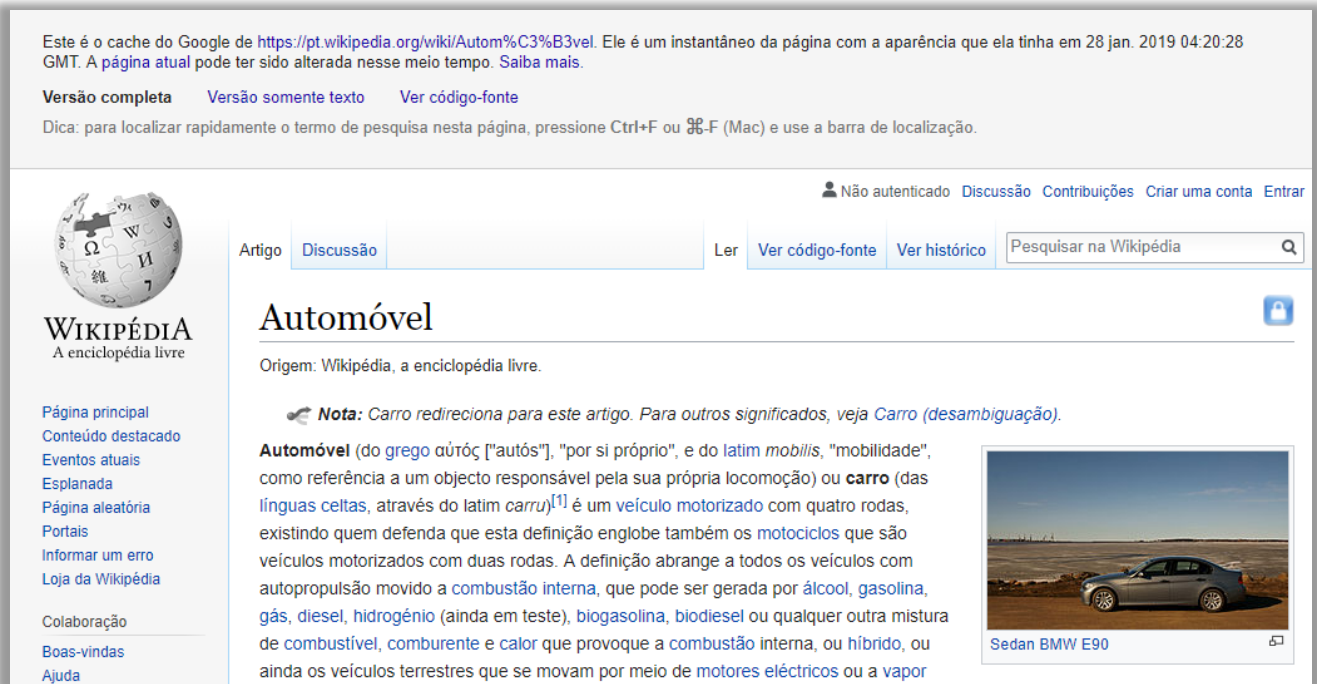 Este é o cache do Google de https://pt.wikipedia.org/wiki/Autom%C3%B3vel. Ele é um instantâneo da página com a aparência que ela tinha em 28 jan. 2019 04:20:28
GMT. A página atual pode ter sido alterada nesse meio tempo. Saiba mais.
Versão completa Versão somente texto Ver código-fonte
Dica: para localizar rapidamente o termo de pesquisa nesta página, pressione Ctrl+F ou ⌘-F (Mac) e use a barra de localização.
Não autenticado Discussão Contribuições Criar uma conta Entrar
Artigo Discussão Ler Ver código-fonte Ver histórico Pesquisar na Wikipédia
Ω W И 維 7
WIKIPÉDIA
A enciclopédia livre
Página principal
Conteúdo destacado
Eventos atuais
Esplanada
Página aleatória
Portais
Informar um erro
Loja da Wikipédia
Colaboração
Boas-vindas
Ajuda
Automóvel
Origem: Wikipédia, a enciclopédia livre.
Nota: Carro redireciona para este artigo. Para outros significados, veja Carro (desambiguação).
Automóvel (do grego αὐτός ["autós"], "por si próprio", e do latim mobilis, "mobilidade",
como referência a um objecto responsável pela sua própria locomoção) ou carro (das
línguas celtas, através do latim carru)[1] é um veículo motorizado com quatro rodas,
existindo quem defenda que esta definição englobe também os motociclos que são
veículos motorizados com duas rodas. A definição abrange a todos os veículos com
autopropulsão movido a combustão interna, que pode ser gerada por álcool, gasolina,
gás, diesel, hidrogénio (ainda em teste), biogasolina, biodiesel ou qualquer outra mistura
de combustível, comburente e calor que provoque a combustão interna, ou híbrido, ou
ainda os veículos terrestres que se movam por meio de motores eléctricos ou a vapor
Sedan BMW E90